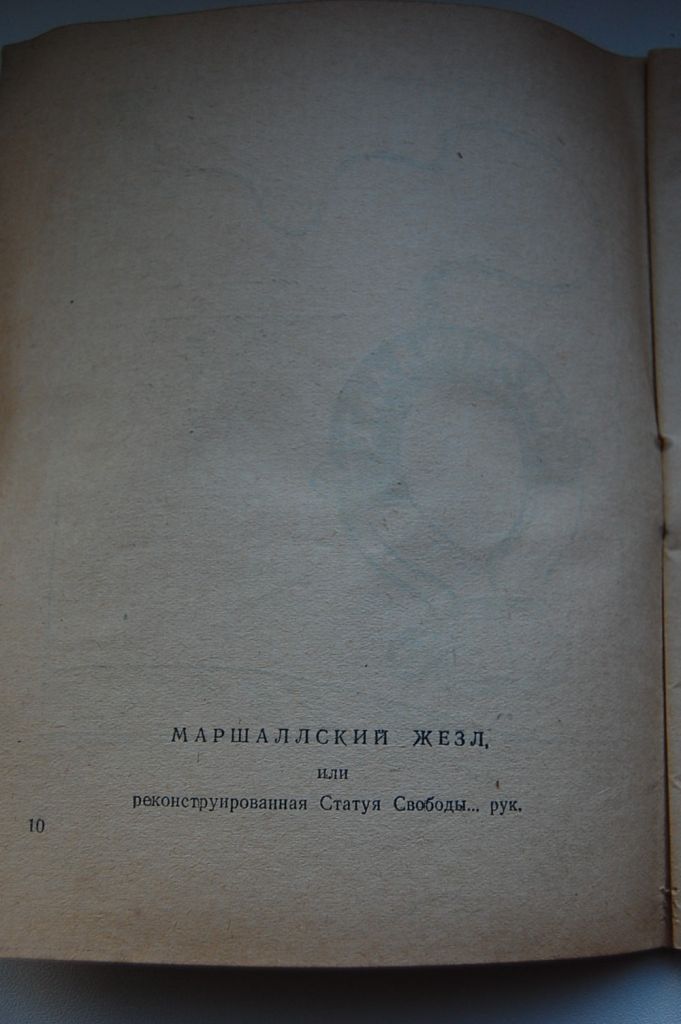 МАРШАЛЛСКИЙ ЖЕЗЛ,
или
реконструированная Статуя Свободы... рук.
10